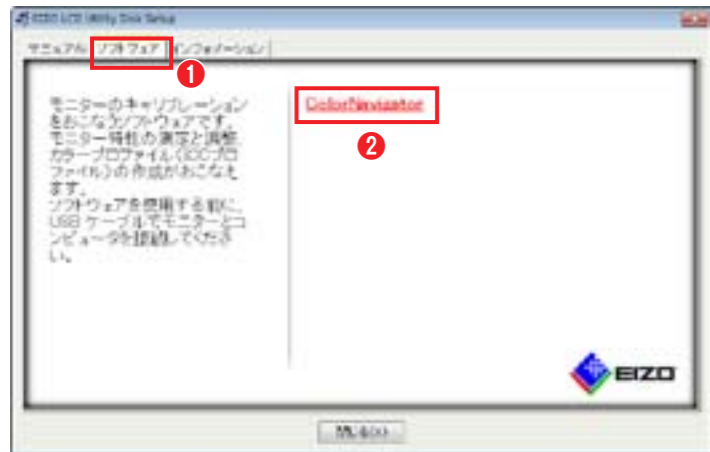 EIZO LCD Utility Disk Setup
マニュアル ソフトウェア インフォメーション
1
モニターのキャリブレーション
をおこなうソフトウェアです。
モニター特性の測定と調整、
カラープロファイル(ICCプロ
ファイル)の作成がおこなえ
ます。
ソフトウェアを使用する前に、
USB ケーブルでモニターとコ
ンピュータを接続してくださ
い。
ColorNavigator
2
EIZO
閉じる(X)